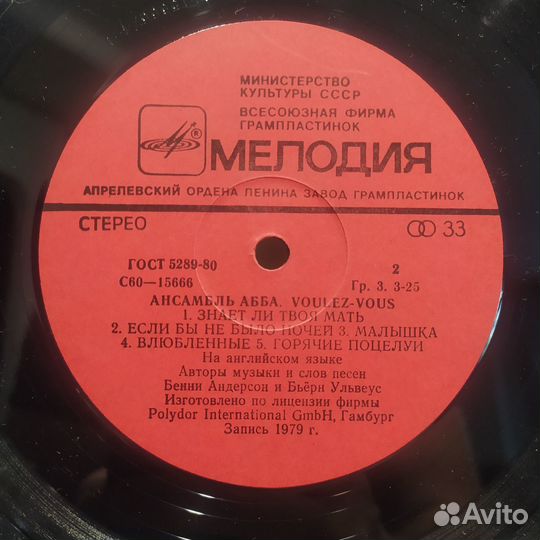 МИНИСТЕРСТВО
КУЛЬТУРЫ СССР
ВСЕСОЮЗНАЯ ФИРМА
ГРАМПЛАСТИНОК
® МЕЛОДИЯ
АПРЕЛЕВСКИЙ ОРДЕНА ЛЕНИНА ЗАВОД ГРАМПЛАСТИНОК
СТЕРЕО 33
ГОСТ 5289-80 2
С60—15666 Гр. 3. 3-25
АНСАМБЛЬ АББА. VOULEZ-VOUS
1. ЗНАЕТ ЛИ ТВОЯ МАТЬ
2. ЕСЛИ БЫ НЕ БЫЛО НОЧЕЙ 3. МАЛЫШКА
4. ВЛЮБЛЕННЫЕ 5. ГОРЯЧИЕ ПОЦЕЛУИ
На английском языке
Авторы музыки и слов песен
Бенни Андерсон и Бьёрн Ульвеус
Изготовлено по лицензии фирмы
Polydor International GmbH, Гамбург
Запись 1979 г.
Avito